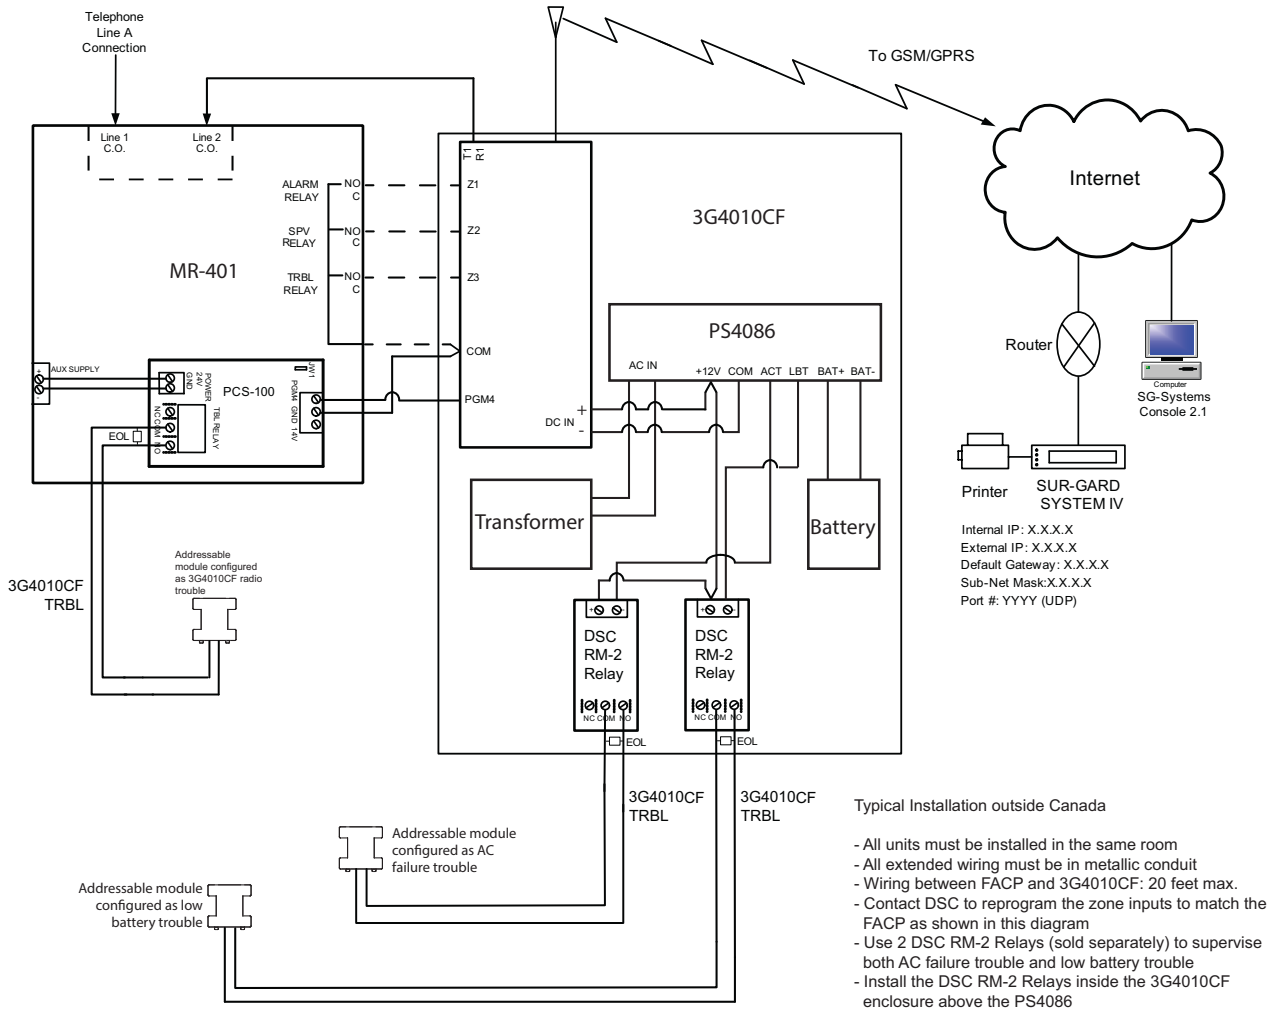 Telephone
Line A
Connection
To GSM/GPRS
Line 1
C.O.
Line 2
C.O.
T1
R1
ALARM
RELAY
NO
C
Z1
SPV
RELAY
NO
C
Z2
TRBL
RELAY
NO
C
Z3
MR-401
3G4010CF
Internet
COM
PS4086
AC IN
+12V
COM
ACT
LBT
BAT+
BAT-
Router
Computer
SG-Systems
Console 2.1
+
AUX SUPPLY
-
POWER
24V
GND
PCS-100
JW1
PGM4
GND
14V
TBL RELAY
NC
COM
NO
EOL
PGM4
DC IN
+
-
Transformer
Battery
Printer
SUR-GARD
SYSTEM IV
Internal IP: X.X.X.X
External IP: X.X.X.X
Default Gateway: X.X.X.X
Sub-Net Mask:X.X.X.X
Port #: YYYY (UDP)
Addressable
module configured
as 3G4010CF radio
trouble
3G4010CF
TRBL
+
-
DSC
RM-2
Relay
NC COM NO
EOL
+
-
DSC
RM-2
Relay
NC COM NO
EOL
3G4010CF
TRBL
3G4010CF
TRBL
Addressable module
configured as AC
failure trouble
Addressable module
configured as low
battery trouble
Typical Installation outside Canada
- All units must be installed in the same room
- All extended wiring must be in metallic conduit
- Wiring between FACP and 3G4010CF: 20 feet max.
- Contact DSC to reprogram the zone inputs to match the
FACP as shown in this diagram
- Use 2 DSC RM-2 Relays (sold separately) to supervise
both AC failure trouble and low battery trouble
- Install the DSC RM-2 Relays inside the 3G4010CF
enclosure above the PS4086